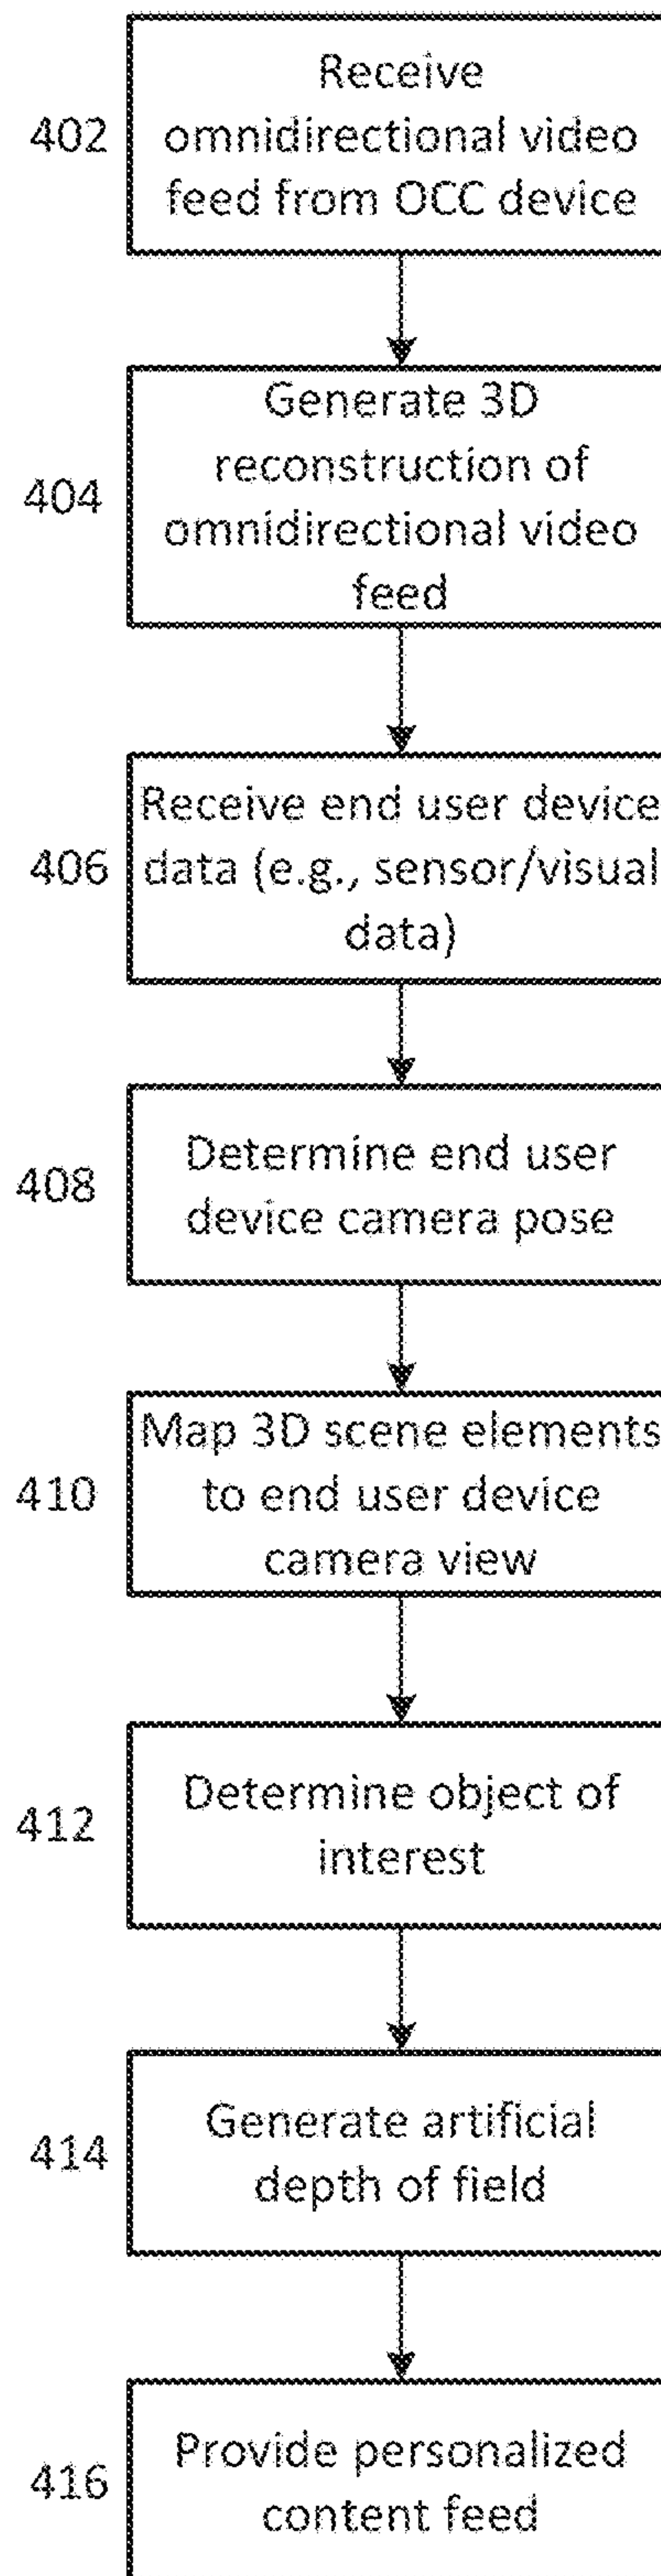 402
Receive
omnidirectional video
feed from OCC device
404
Generate 3D
reconstruction of
omnidirectional video
feed
406
Receive end user device
data (e.g., sensor/visual
data)
408
Determine end user
device camera pose
410
Map 3D scene elements
to end user device
camera view
412
Determine object of
interest
414
Generate artificial
depth of field
416
Provide personalized
content feed